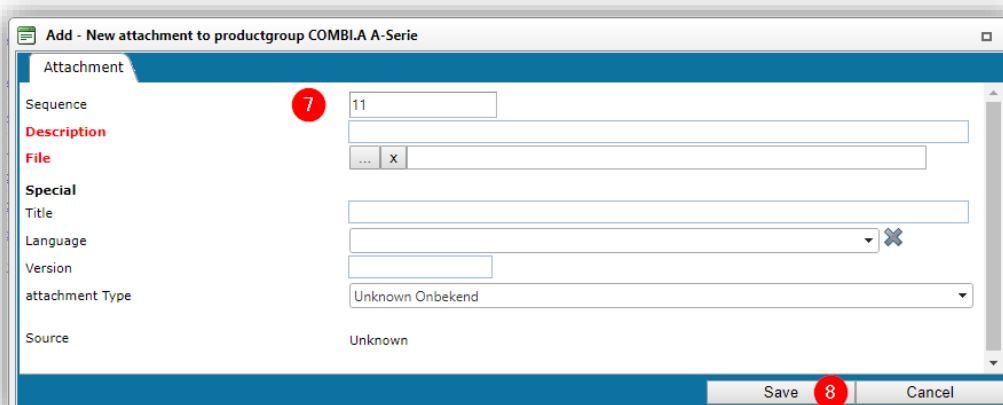 Add - New attachment to productgroup COMBI.A A-Serie
Attachment
Sequence 7 11
Description
File ... x
Special
Title
Language
Version
attachment Type Unknown Onbekend
Source Unknown
Save 8 Cancel